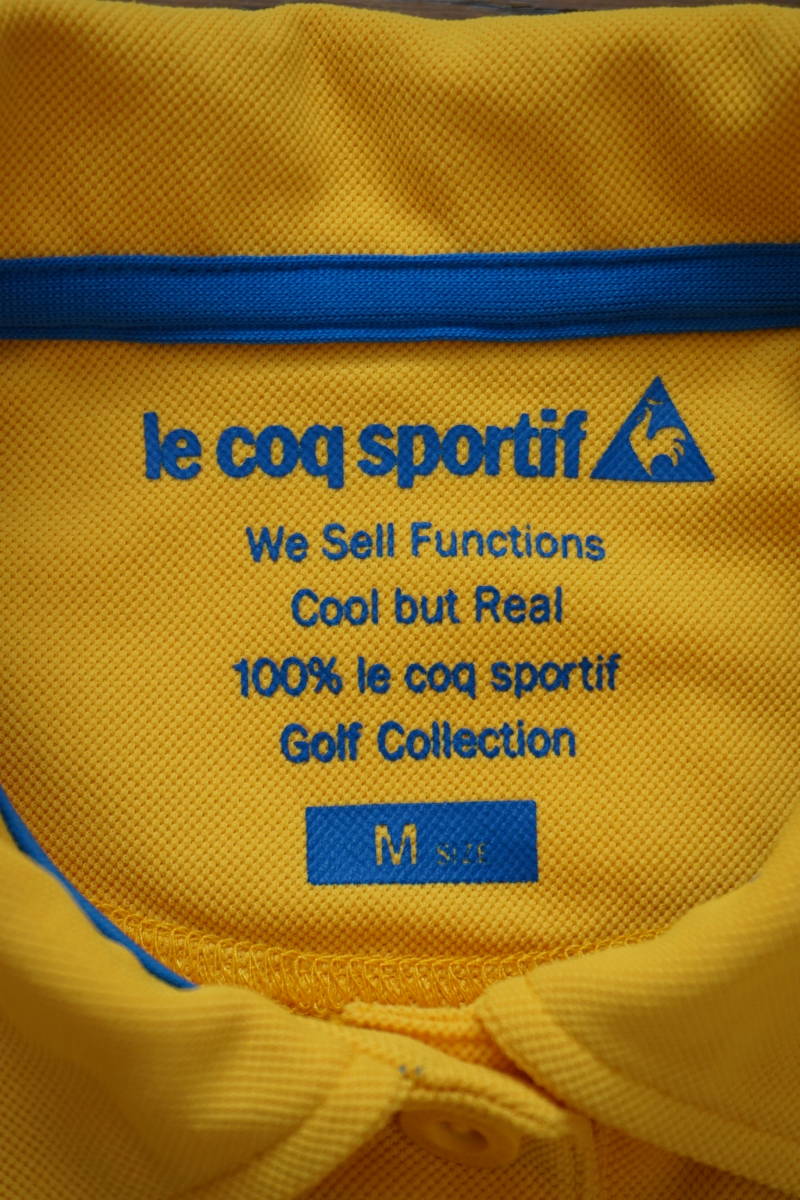 le coq sportif
We Sell Functions
Cool but Real
100% le coq sportif
Golf Collection
M SIZE